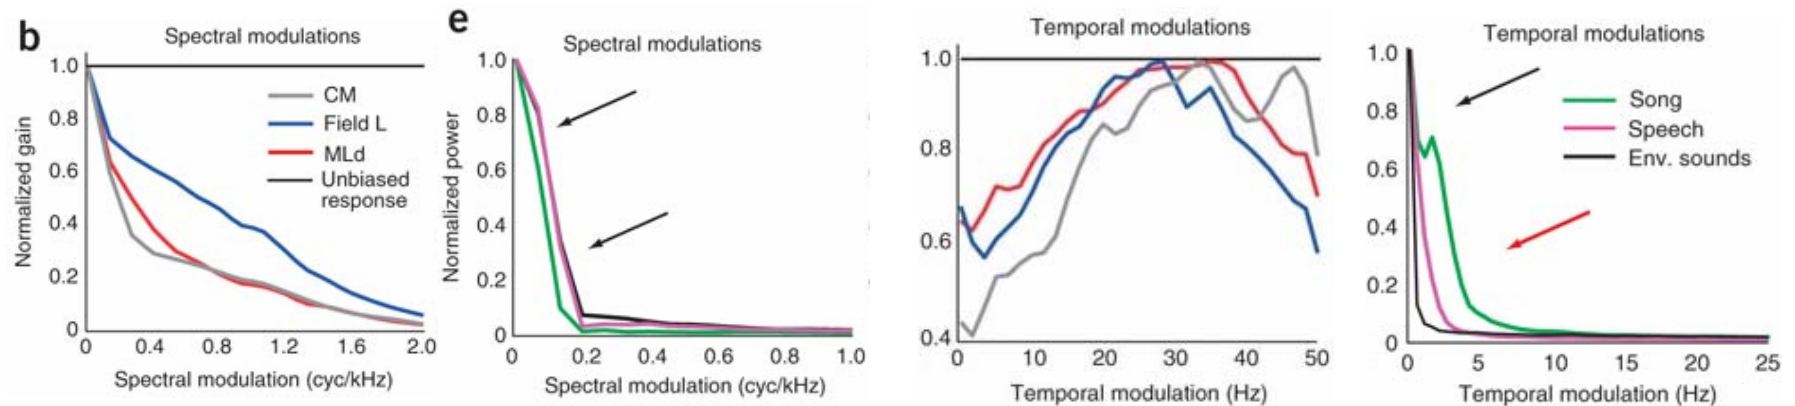 b
Spectral modulations
Normalized gain
1.0
0.8
0.6
0.4
0.2
0
CM
Field L
MLd
Unbiased
response
0 0.4 0.8 1.2 1.6 2.0
Spectral modulation (cyc/kHz)
e
Spectral modulations
Normalized power
1.0
0.8
0.6
0.4
0.2
0
0 0.2 0.4 0.6 0.8 1.0
Spectral modulation (cyc/kHz)
Temporal modulations
1.0
0.8
0.6
0.4
0 10 20 30 40 50
Temporal modulation (Hz)
Temporal modulations
1.0
0.8
0.6
0.4
0.2
0
Song
Speech
Env. sounds
0 5 10 15 20 25
Temporal modulation (Hz)